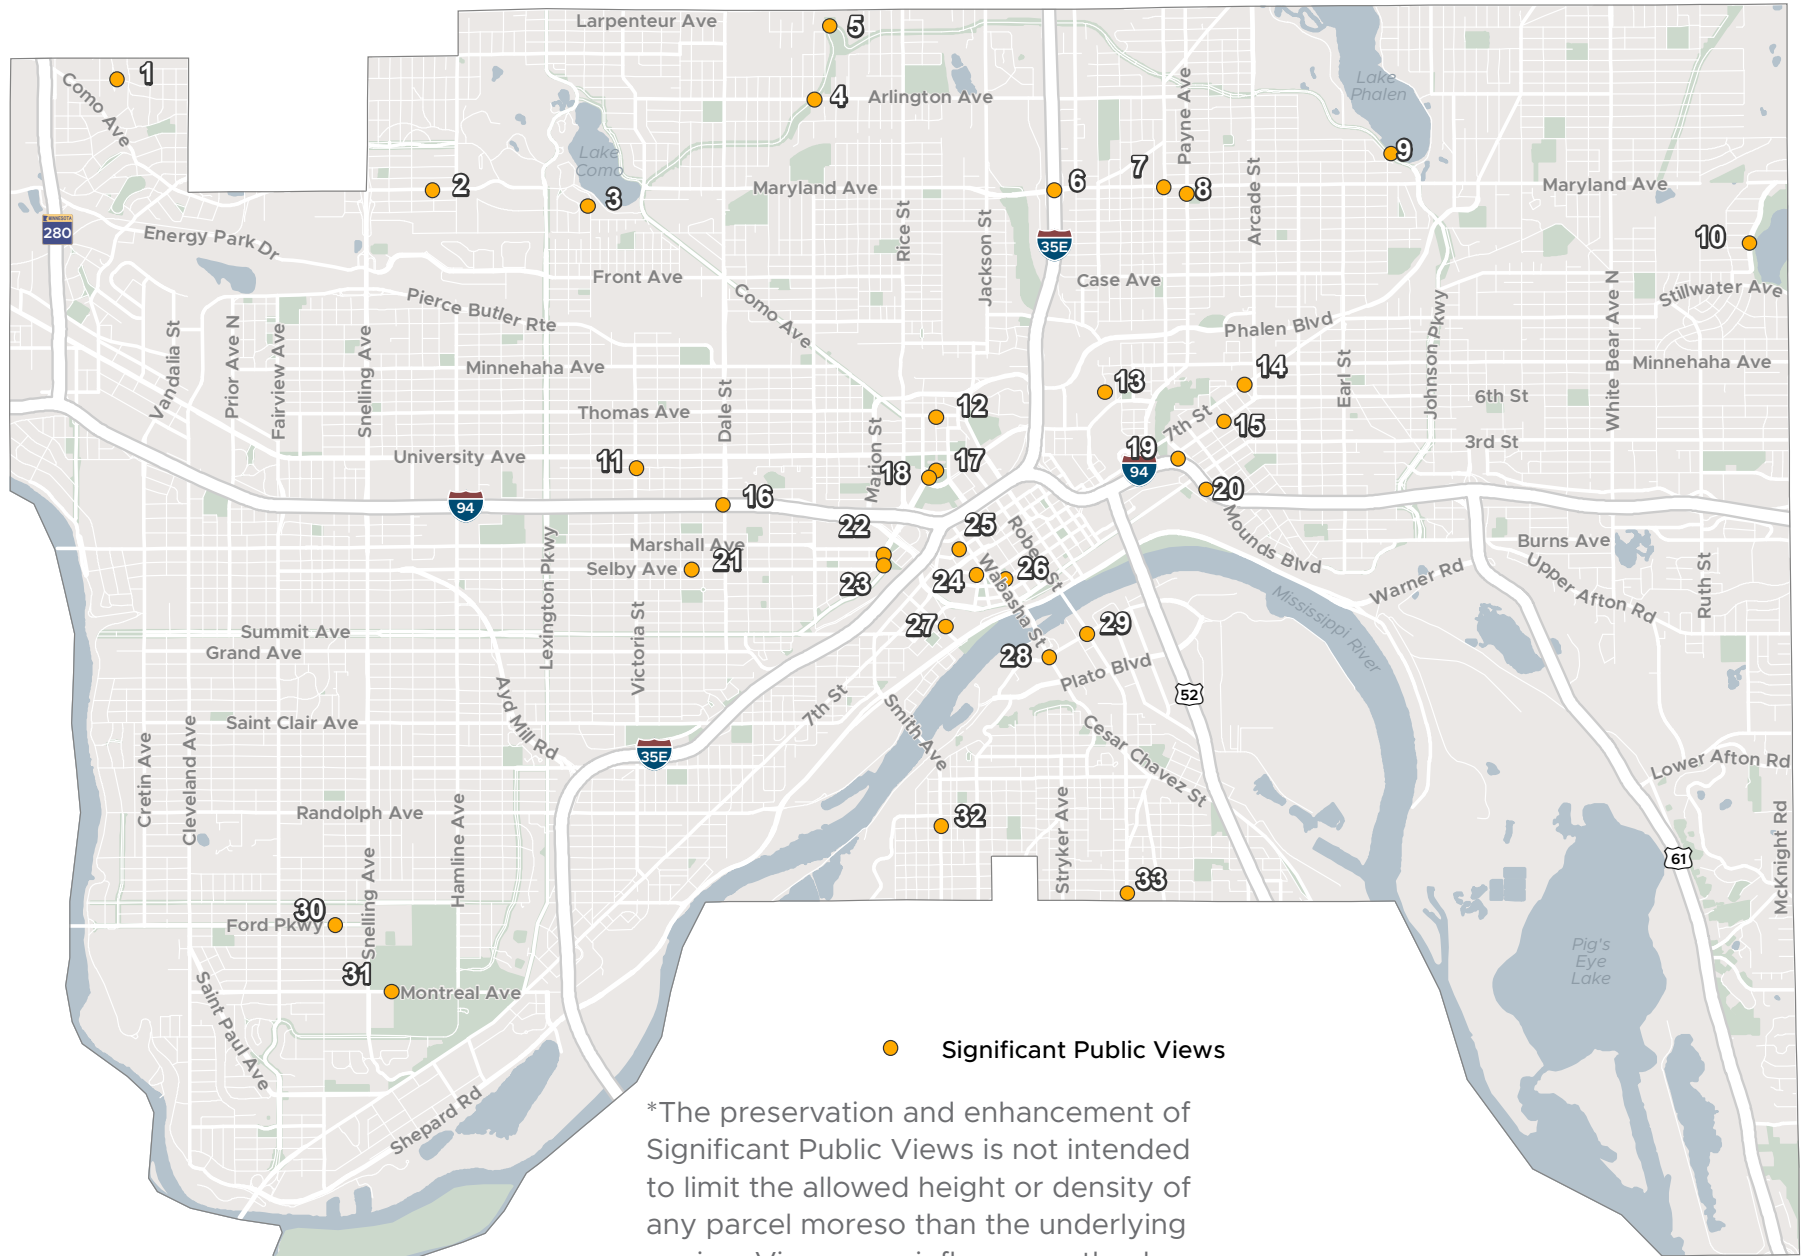 Larpenteur Ave
5
1
Como Ave
4
Arlington Ave
Payne Ave
Lake
Phalen
9
2
Lake
Como
3
Maryland Ave
6
7
8
Arcade St
Maryland Ave
MINNESOTA
280
Energy Park Dr
Rice St
Jackson St
35E
10
Front Ave
Case Ave
Stillwater Ave
Pierce Butler Rte
Como Ave
Phalen Blvd
Vandalia St
Prior Ave N
Fairview Ave
Snelling Ave
Minnehaha Ave
Earl St
Johnson Pkwy
White Bear Ave N
Minnehaha Ave
14
13
Thomas Ave
Dale St
12
6th St
7th St
15
3rd St
University Ave
11
Marion St
17
18
19
94
20
94
16
22
25
Robert St
Mounds Blvd
Marshall Ave
21
Selby Ave
23
24
Wabasha St
26
Burns Ave
Upper Afton Rd
Ruth St
Warner Rd
Mississippi River
Lexington Pkwy
Victoria St
Summit Ave
Grand Ave
27
29
28
Plato Blvd
52
Ayd Mill Rd
7th St
Smith Ave
Saint Clair Ave
Cesar Chavez St
35E
Cretin Ave
Cleveland Ave
Lower Afton Rd
Randolph Ave
Hamline Ave
32
Stryker Ave
McKnight Rd
61
33
30
Ford Pkwy
Snelling Ave
Pig's
Eye
Lake
31
Montreal Ave
Saint Paul Ave
Shepard Rd
Significant Public Views
*The preservation and enhancement of
Significant Public Views is not intended
to limit the allowed height or density of
any parcel moreso than the underlying